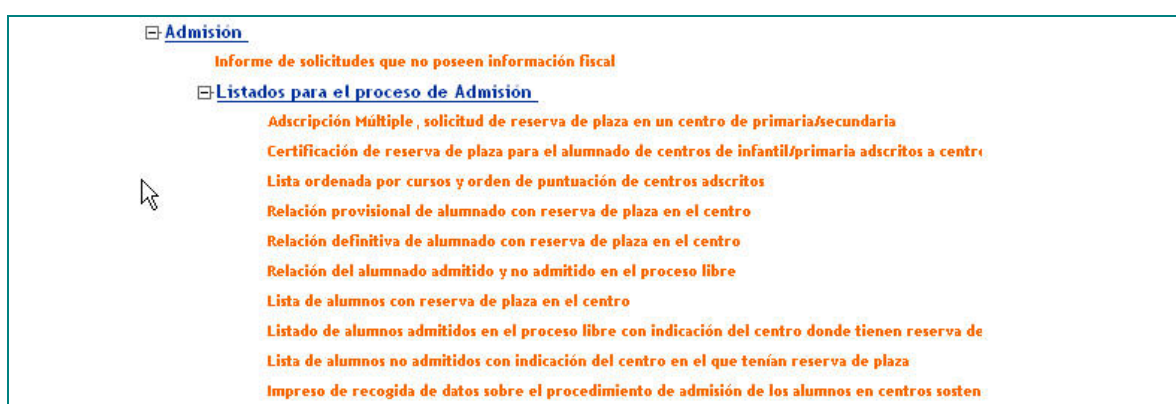 Admisión
Informe de solicitudes que no poseen información fiscal
Listados para el proceso de Admisión
Adscripción Múltiple , solicitud de reserva de plaza en un centro de primaria/secundaria
Certificación de reserva de plaza para el alumnado de centros de infantil/primaria adscritos a centr
Lista ordenada por cursos y orden de puntuación de centros adscritos
Relación provisional de alumnado con reserva de plaza en el centro
Relación definitiva de alumnado con reserva de plaza en el centro
Relación del alumnado admitido y no admitido en el proceso libre
Lista de alumnos con reserva de plaza en el centro
Listado de alumnos admitidos en el proceso libre con indicación del centro donde tienen reserva de
Lista de alumnos no admitidos con indicación del centro en el que tenían reserva de plaza
Impreso de recogida de datos sobre el procedimiento de admisión de los alumnos en centros sosten